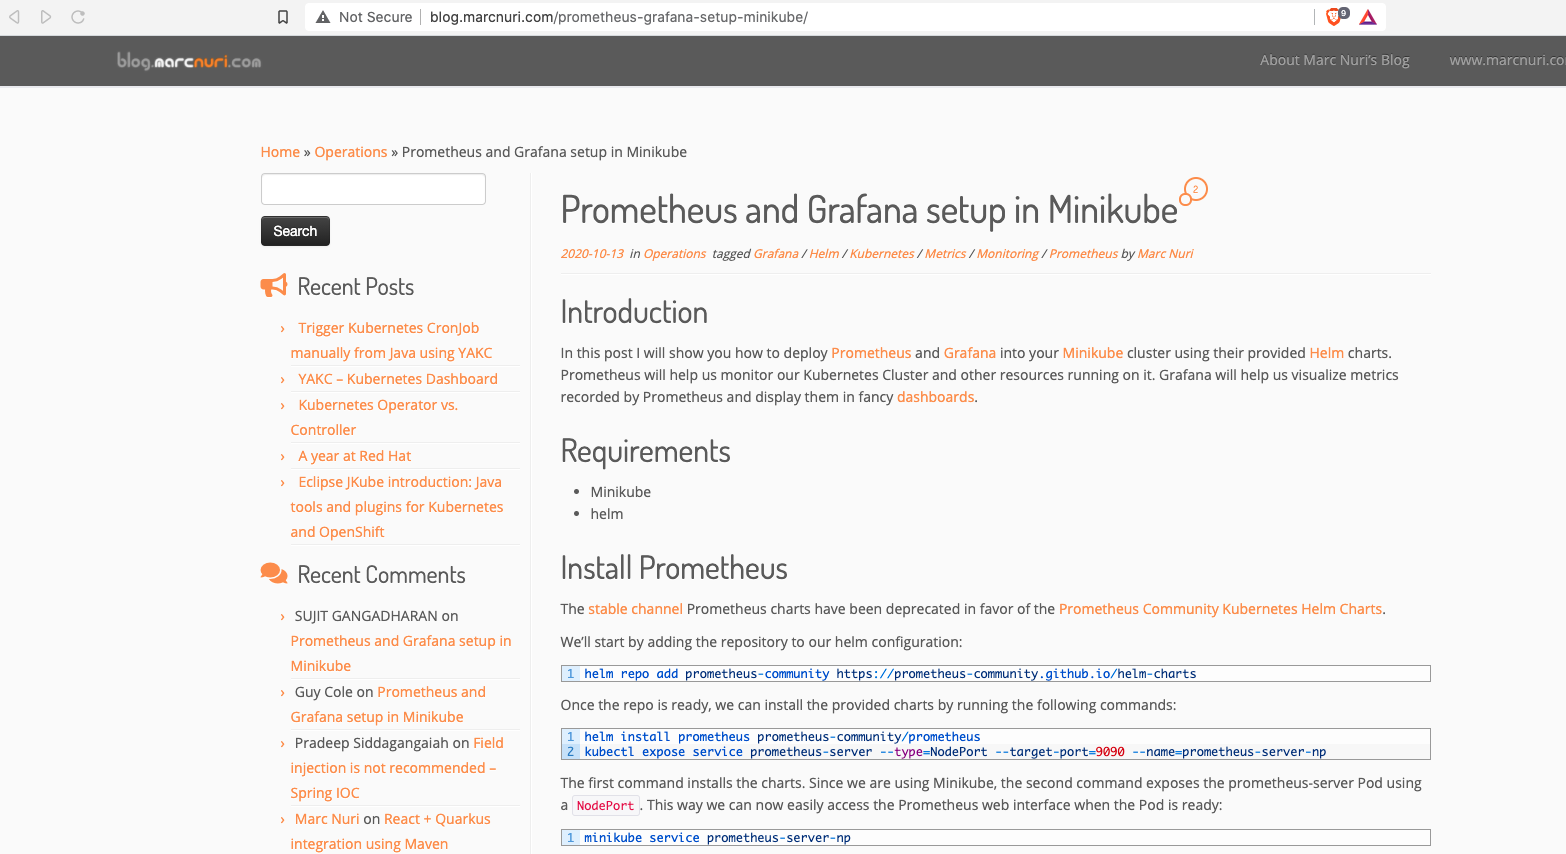 Not Secure blog.marcnuri.com/prometheus-grafana-setup-minikube/ 9
blog.marcnuri.com
About Marc Nuri's Blog
www.marcnuri.co
Home » Operations » Prometheus and Grafana setup in Minikube
Search
Recent Posts
› Trigger Kubernetes CronJob
manually from Java using YAKC
› YAKC – Kubernetes Dashboard
› Kubernetes Operator vs.
Controller
› A year at Red Hat
› Eclipse JKube introduction: Java
tools and plugins for Kubernetes
and OpenShift
Recent Comments
› SUJIT GANGADHARAN on
Prometheus and Grafana setup in
Minikube
› Guy Cole on Prometheus and
Grafana setup in Minikube
› Pradeep Siddagangaiah on Field
injection is not recommended –
Spring IOC
› Marc Nuri on React + Quarkus
integration using Maven
Prometheus and Grafana setup in Minikube 2
2020-10-13 in Operations tagged Grafana / Helm / Kubernetes / Metrics / Monitoring / Prometheus by Marc Nuri
Introduction
In this post I will show you how to deploy Prometheus and Grafana into your Minikube cluster using their provided Helm charts.
Prometheus will help us monitor our Kubernetes Cluster and other resources running on it. Grafana will help us visualize metrics
recorded by Prometheus and display them in fancy dashboards.
Requirements
• Minikube
• helm
Install Prometheus
The stable channel Prometheus charts have been deprecated in favor of the Prometheus Community Kubernetes Helm Charts.
We'll start by adding the repository to our helm configuration:
1 helm repo add prometheus-community https://prometheus-community.github.io/helm-charts
Once the repo is ready, we can install the provided charts by running the following commands:
1 helm install prometheus prometheus-community/prometheus
2 kubectl expose service prometheus-server --type=NodePort --target-port=9090 --name=prometheus-server-np
The first command installs the charts. Since we are using Minikube, the second command exposes the prometheus-server Pod using
a NodePort. This way we can now easily access the Prometheus web interface when the Pod is ready:
1 minikube service prometheus-server-np